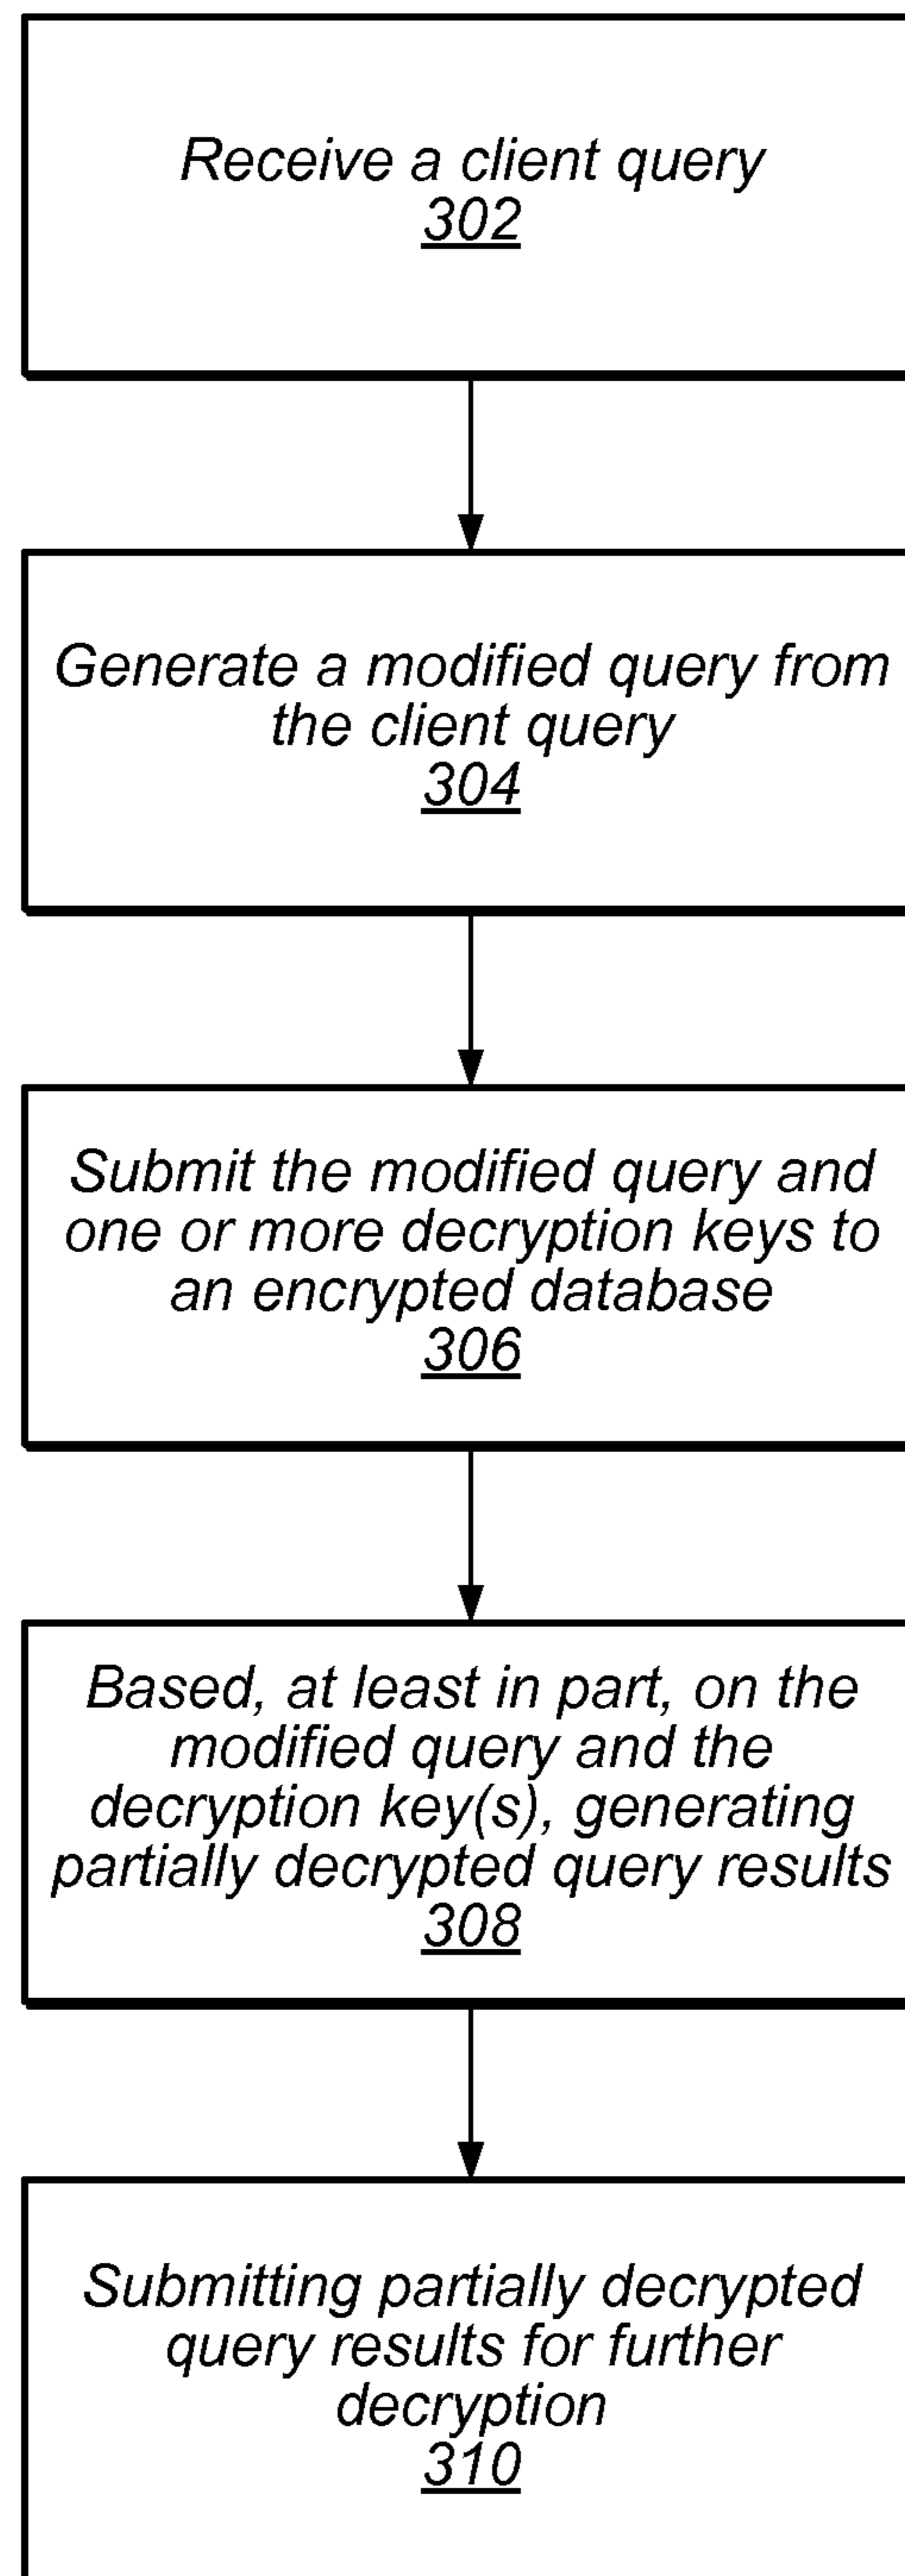 Receive a client query
302
Generate a modified query from
the client query
304
Submit the modified query and
one or more decryption keys to
an encrypted database
306
Based, at least in part, on the
modified query and the
decryption key(s), generating
partially decrypted query results
308
Submitting partially decrypted
query results for further
decryption
310